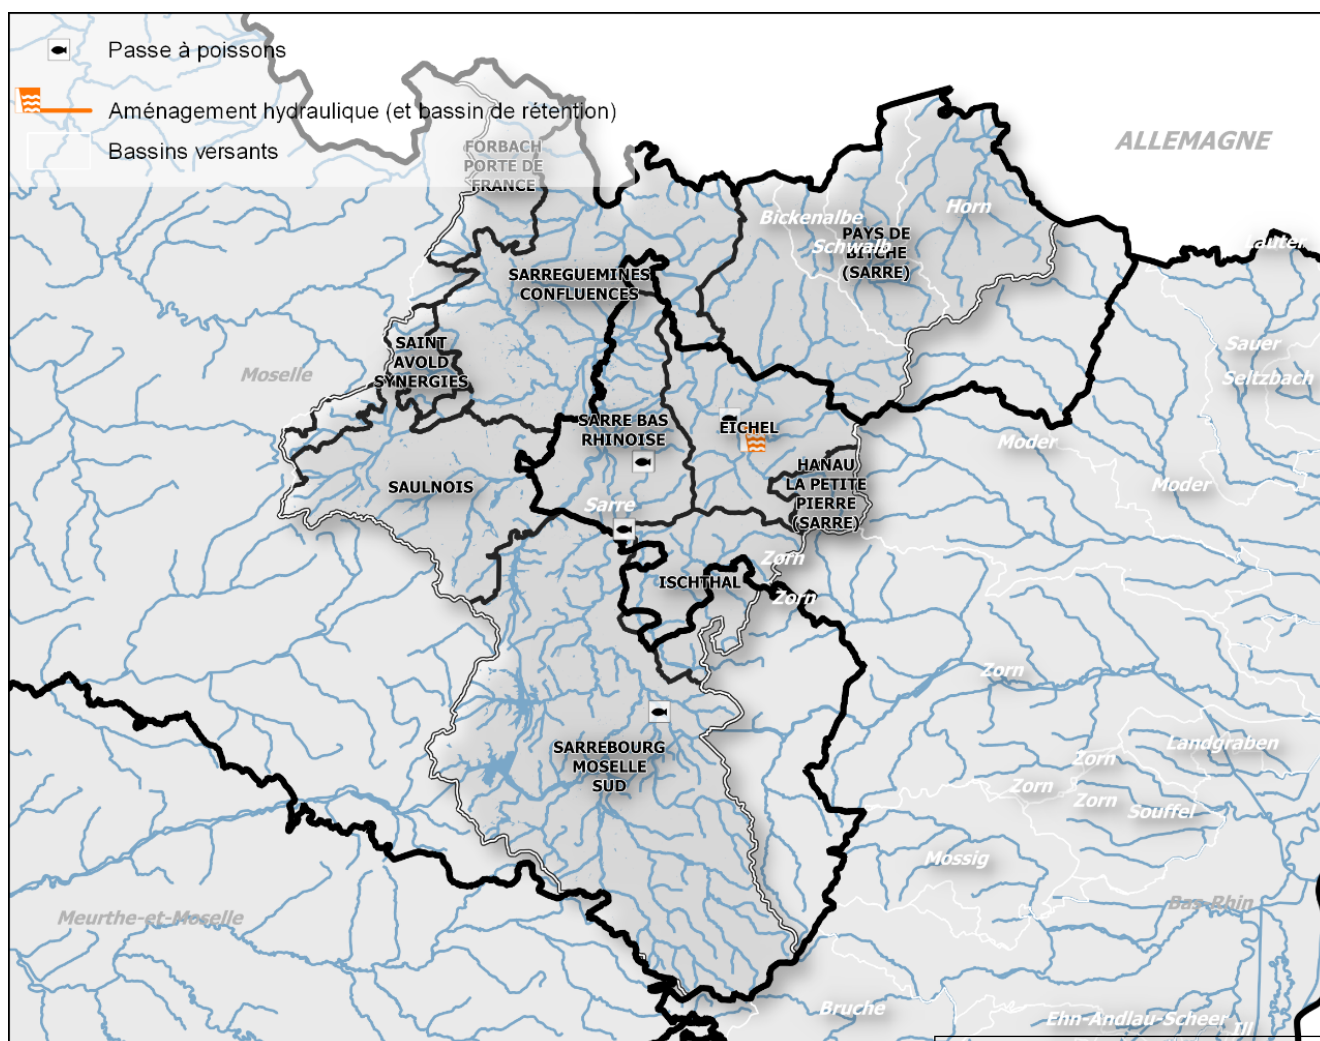 Passe à poissons
Aménagement hydraulique (et bassin de rétention)
Bassins versants
ALLEMAGNE
FORBACH
PORTE DE
FRANCE
Bickenalbe
Horn
Schwalb
PAYS DE
BITCHE
(SARRE)
Lauter
SARREGUEMINES
CONFLUENCES
SAINT
AVOLD
SYNERGIES
Moselle
Sauer
Seltzbach
SARRE BAS
RHINOISE
EICHEL
Moder
HANAU
LA PETITE
PIERRE
(SARRE)
Moder
SAULNOIS
Sarre
Zorn
ISCHTHAL
Zorn
Zorn
SARREBOURG
MOSELLE
SUD
Landgraben
Zorn
Zorn
Zorn
Souffel
Mossig
Meurthe-et-Moselle
Bas-Rhin
Bruche
Ehn-Andlau-Scheer
Ill